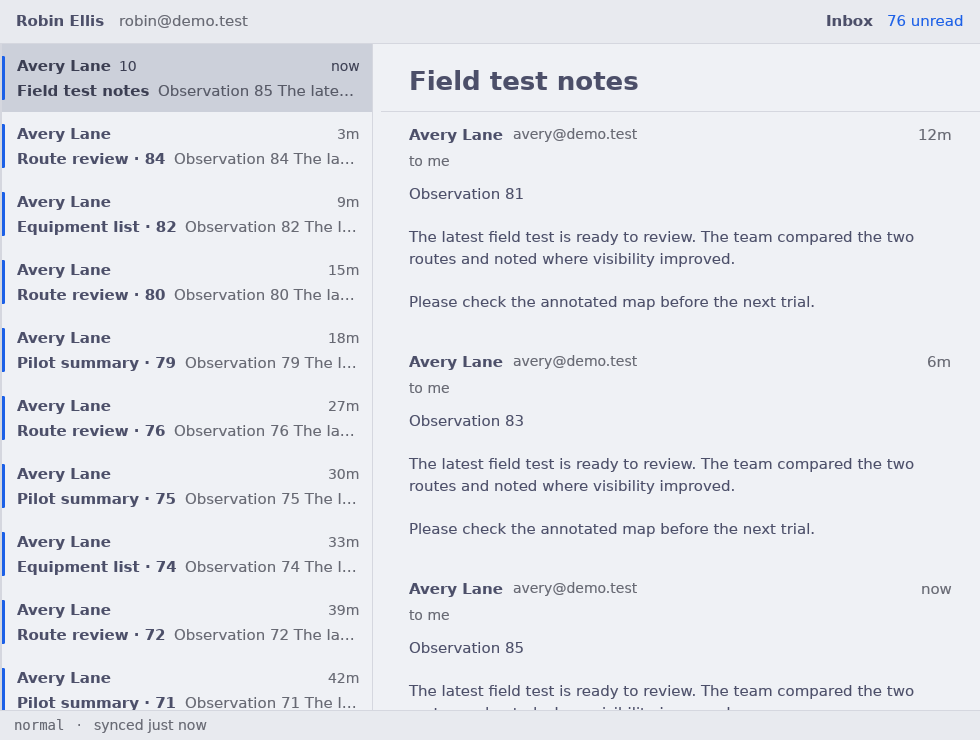 Robin Ellis robin@demo.test
Inbox 76 unread
Avery Lane 10 now
Field test notes Observation 85 The late…
Avery Lane 3m
Route review · 84 Observation 84 The la…
Avery Lane 9m
Equipment list · 82 Observation 82 The l…
Avery Lane 15m
Route review · 80 Observation 80 The la…
Avery Lane 18m
Pilot summary · 79 Observation 79 The l…
Avery Lane 27m
Route review · 76 Observation 76 The la…
Avery Lane 30m
Pilot summary · 75 Observation 75 The l…
Avery Lane 33m
Equipment list · 74 Observation 74 The l…
Avery Lane 39m
Route review · 72 Observation 72 The la…
Avery Lane 42m
Pilot summary · 71 Observation 71 The l…
Field test notes
Avery Lane avery@demo.test 12m
to me
Observation 81
The latest field test is ready to review. The team compared the two
routes and noted where visibility improved.
Please check the annotated map before the next trial.
Avery Lane avery@demo.test 6m
to me
Observation 83
The latest field test is ready to review. The team compared the two
routes and noted where visibility improved.
Please check the annotated map before the next trial.
Avery Lane avery@demo.test now
to me
Observation 85
The latest field test is ready to review. The team compared the two
normal · synced just now